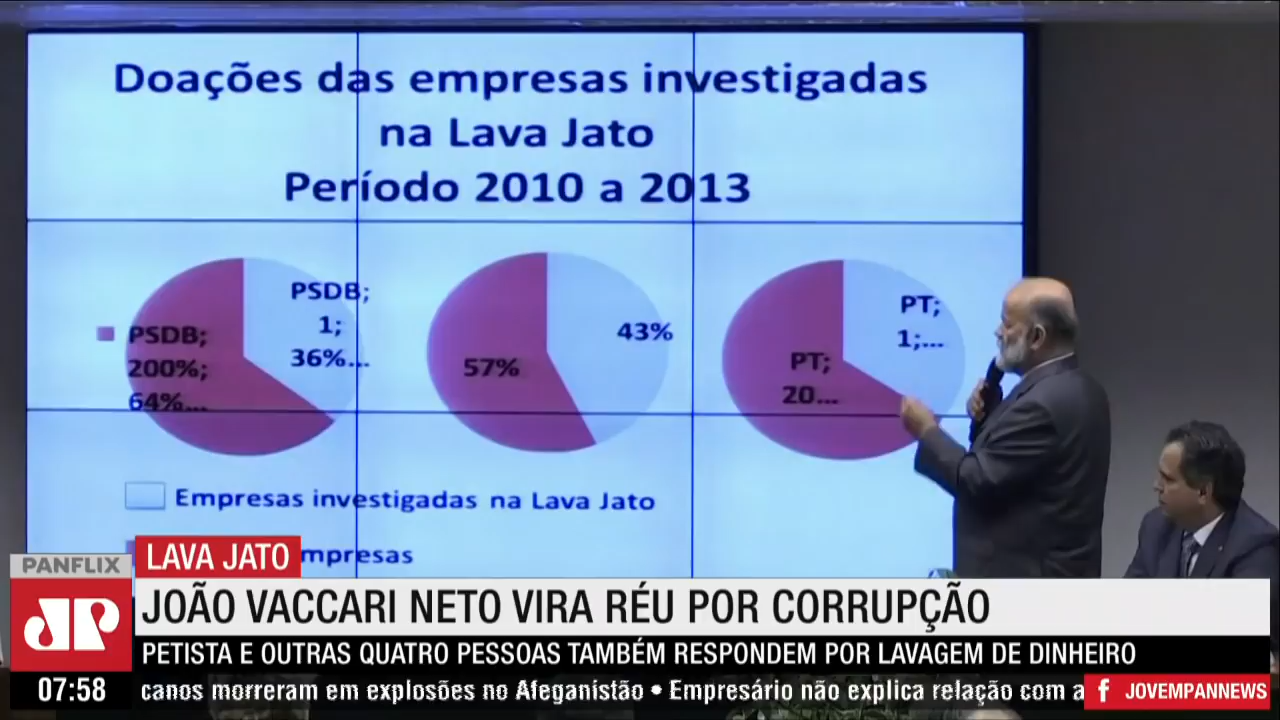 Doações das empresas investigadas
na Lava Jato
Período 2010 a 2013
PSDB;
1;
36%...
PSDB;
200%;
64%...
43%
57%
PT;
1;...
PT;
20...
Empresas investigadas na Lava Jato
mpresas
PANFLIX
LAVA JATO
JP
JOÃO VACCARI NETO VIRA RÉU POR CORRUPÇÃO
PETISTA E OUTRAS QUATRO PESSOAS TAMBÉM RESPONDEM POR LAVAGEM DE DINHEIRO
07:58
canos morreram em explosões no Afeganistão • Empresário não explica relação com a
f JOVEMPANNEWS